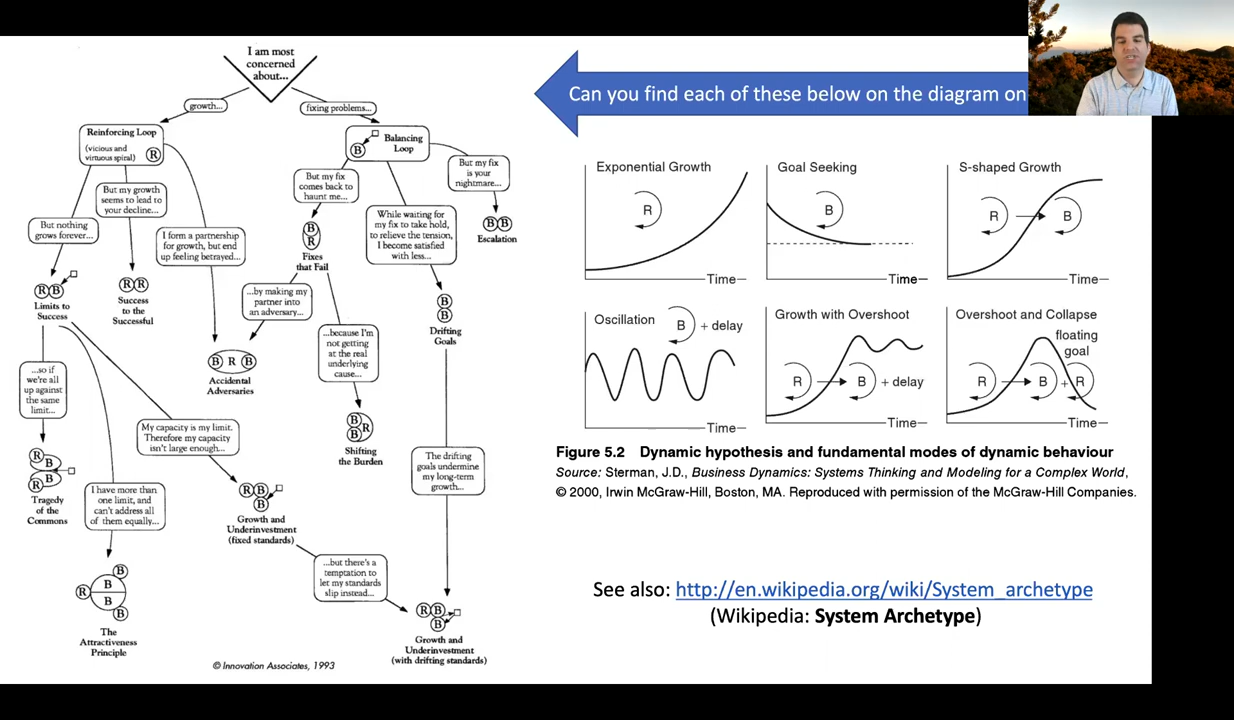 I am most
concerned
about...
growth...
fixing problems...
Reinforcing Loop
(vicious and
virtuous spiral)
R
B
Balancing
Loop
But my growth
seems to lead to
your decline...
But my fix
comes back to
haunt me...
But my fix
is your
nightmare...
But nothing
grows forever...
I form a partnership
for growth, but end
up feeling betrayed...
While waiting for
my fix to take hold,
to relieve the tension,
I become satisfied
with less...
B
R
Fixes
that Fail
BB
Escalation
RB
Limits to
Success
RR
Success
to the
Successful
...by making my
partner into
an adversary...
B
B
Drifting
Goals
...because I'm
not getting
at the real
underlying
cause...
B R B
Accidental
Adversaries
...so if
we're all
up against
the same
limit...
My capacity is my limit.
Therefore my capacity
isn't large enough...
B
B R
Shifting
the Burden
R B
R B
Tragedy
of the
Commons
I have more than
one limit, and
can't address all
of them equally...
RB
B
Growth and
Underinvestment
(fixed standards)
The drifting
goals undermine
my long-term
growth...
...but there's a
temptation to
let my standards
slip instead...
B
R B
B
B
The
Attractiveness
Principle
RB
B
Growth and
Underinvestment
(with drifting standards)
© Innovation Associates, 1993
Can you find each of these below on the diagram on
Exponential Growth
R
Time
Goal Seeking
B
Time
S-shaped Growth
R B
Time
Oscillation
B + delay
Time
Growth with Overshoot
R B + delay
Time
Overshoot and Collapse
floating
goal
R B + R
Time
Figure 5.2 Dynamic hypothesis and fundamental modes of dynamic behaviour
Source: Sterman, J.D., Business Dynamics: Systems Thinking and Modeling for a Complex World,
© 2000, Irwin McGraw-Hill, Boston, MA. Reproduced with permission of the McGraw-Hill Companies.
See also: http://en.wikipedia.org/wiki/System_archetype
(Wikipedia: System Archetype)